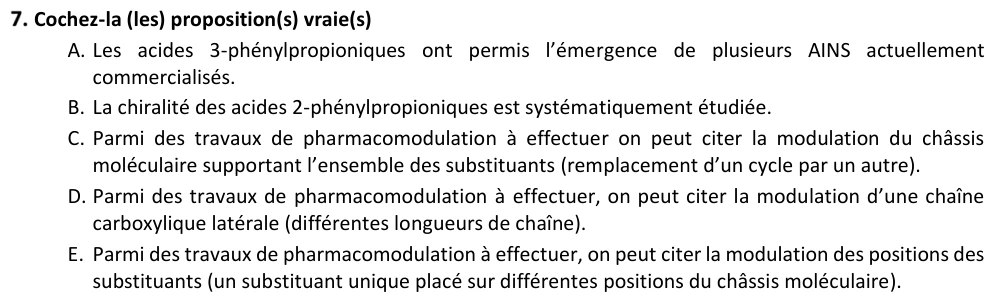 7. Cochez-la (les) proposition(s) vraie(s)
A. Les acides 3-phénylpropioniques ont permis l'émergence de plusieurs AINS actuellement
commercialisés.
B. La chiralité des acides 2-phénylpropioniques est systématiquement étudiée.
C. Parmi des travaux de pharmacomodulation à effectuer on peut citer la modulation du châssis
moléculaire supportant l'ensemble des substituants (remplacement d'un cycle par un autre).
D. Parmi des travaux de pharmacomodulation à effectuer, on peut citer la modulation d'une chaîne
carboxylique latérale (différentes longueurs de chaîne).
E. Parmi des travaux de pharmacomodulation à effectuer, on peut citer la modulation des positions des
substituants (un substituant unique placé sur différentes positions du châssis moléculaire).